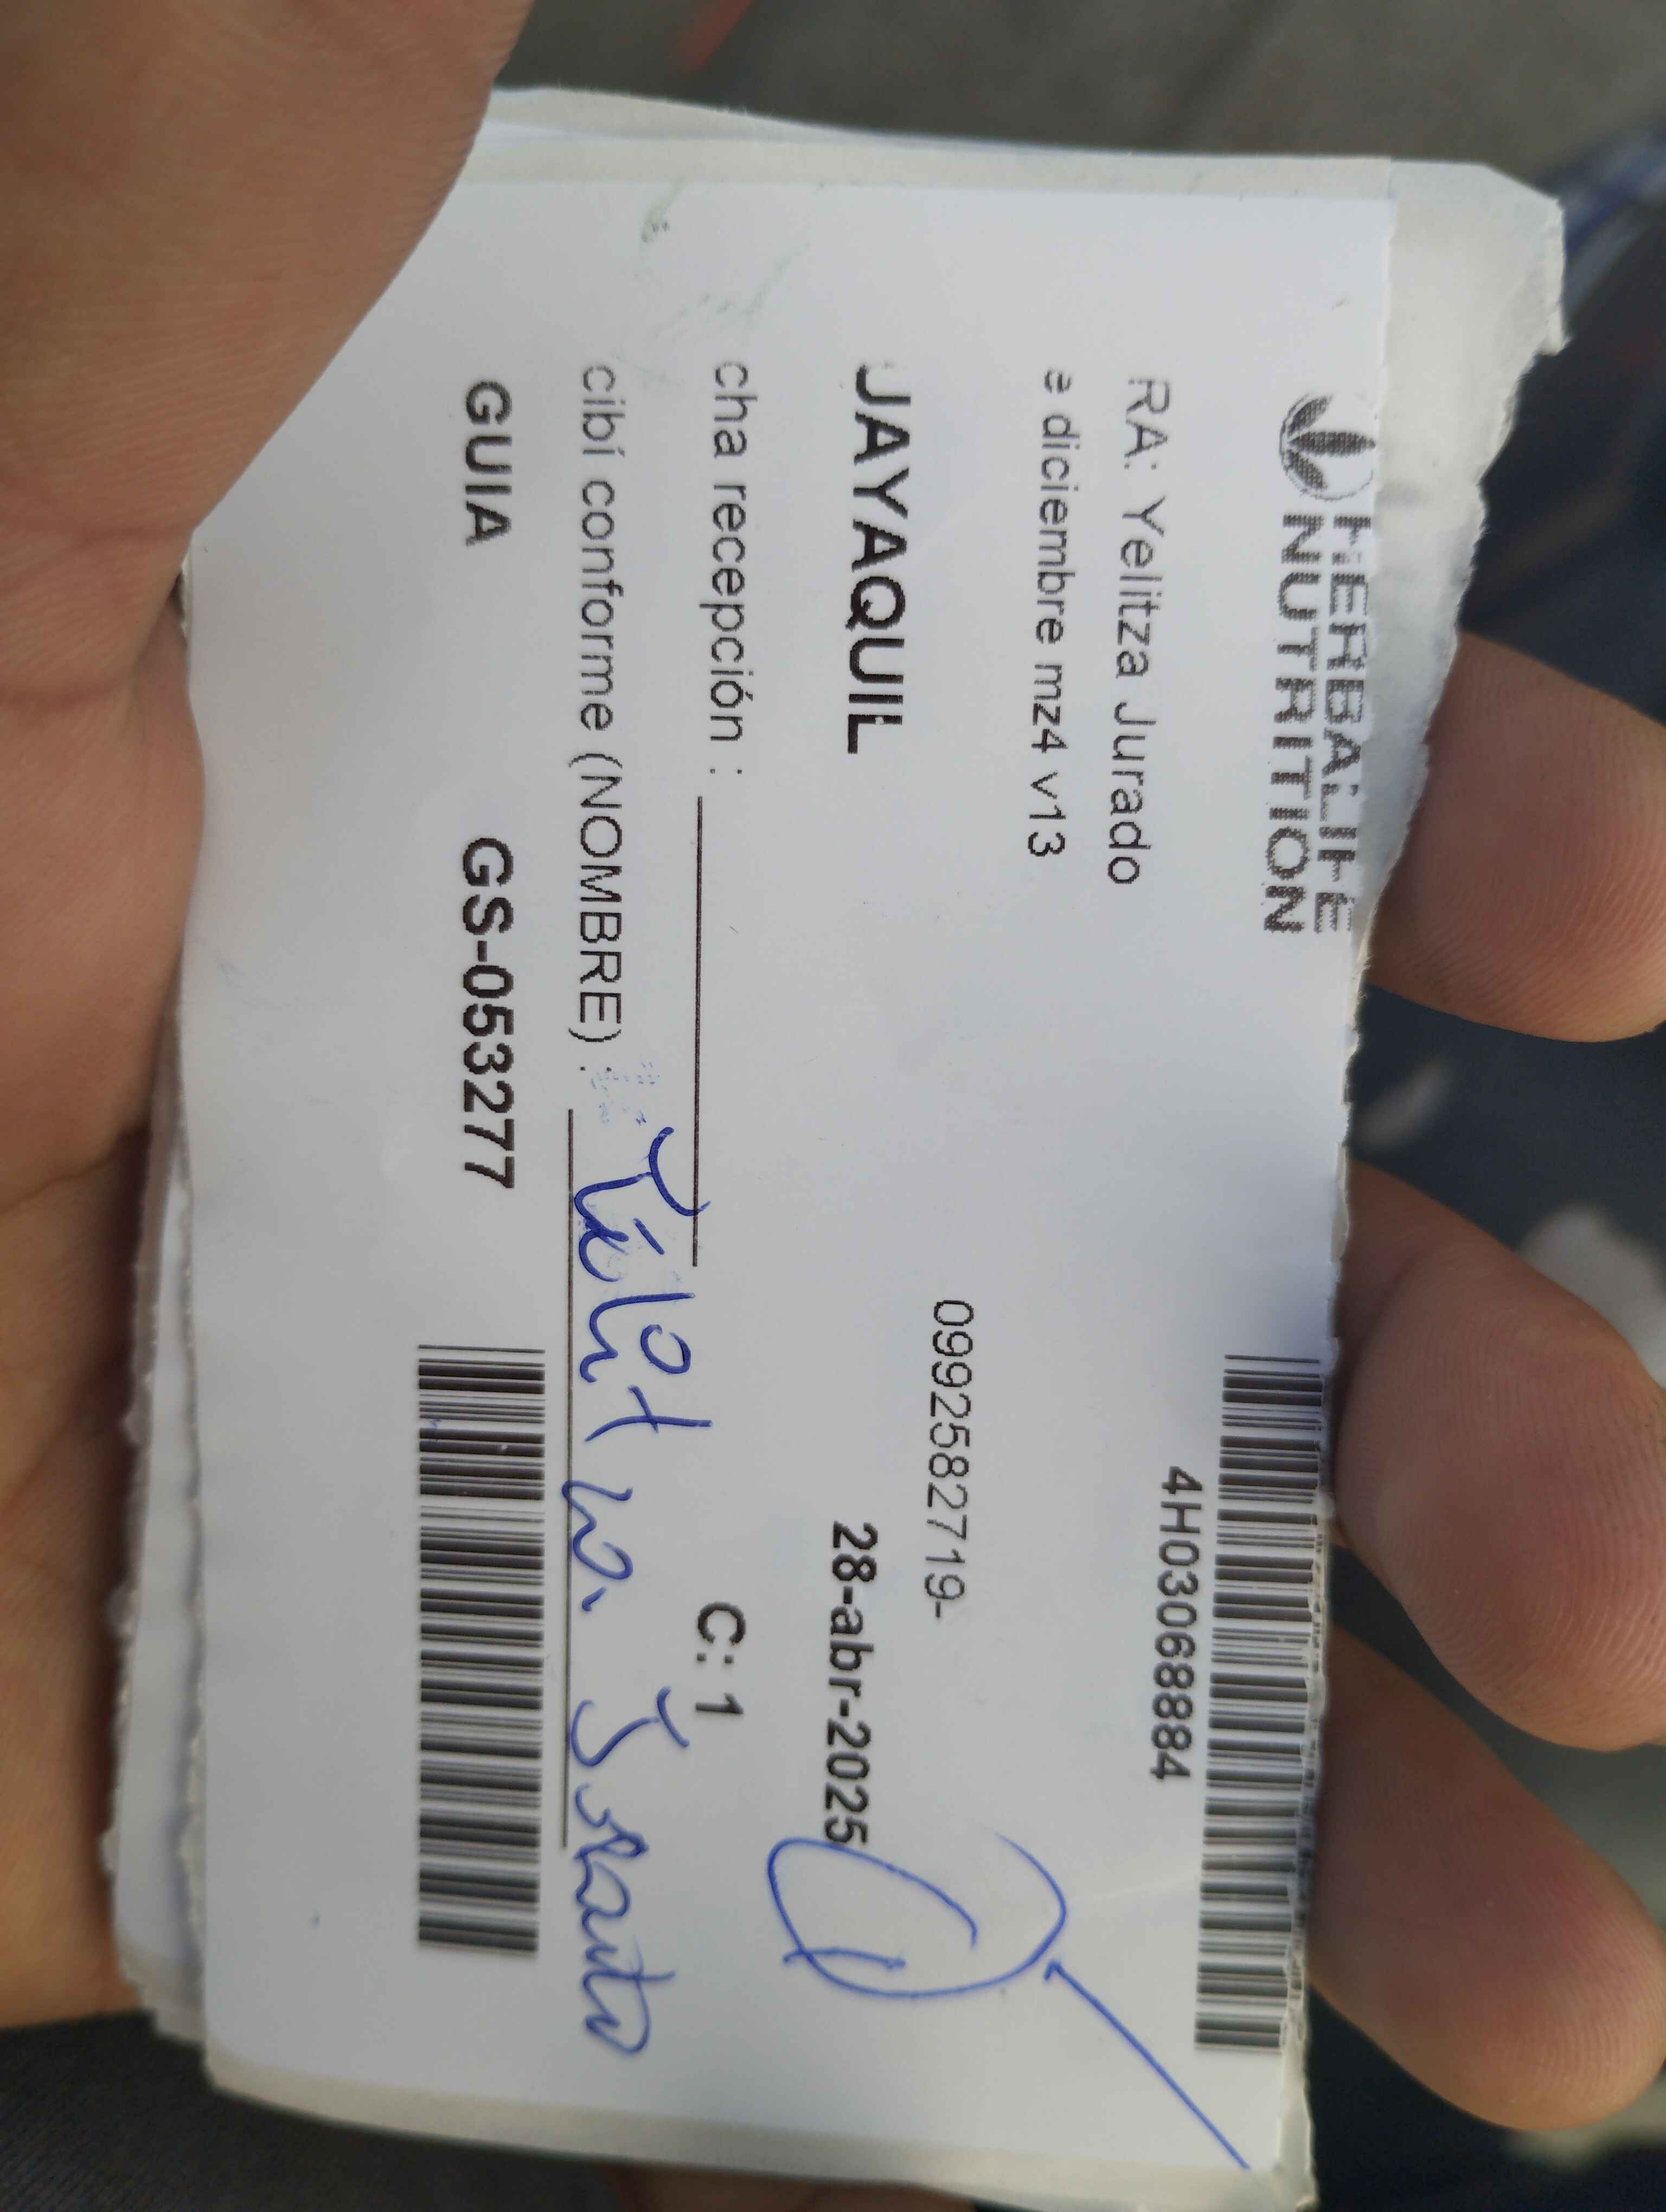 HERBALIFE
NUTRITION
4H03068884
RA: Yelitza Jurado
e diciembre mz4 v13
0992582719-
JAYAQUIL
28-abr-2025
cha recepción :
C: 1
cibí conforme (NOMBRE) :
GUIA
GS-053277